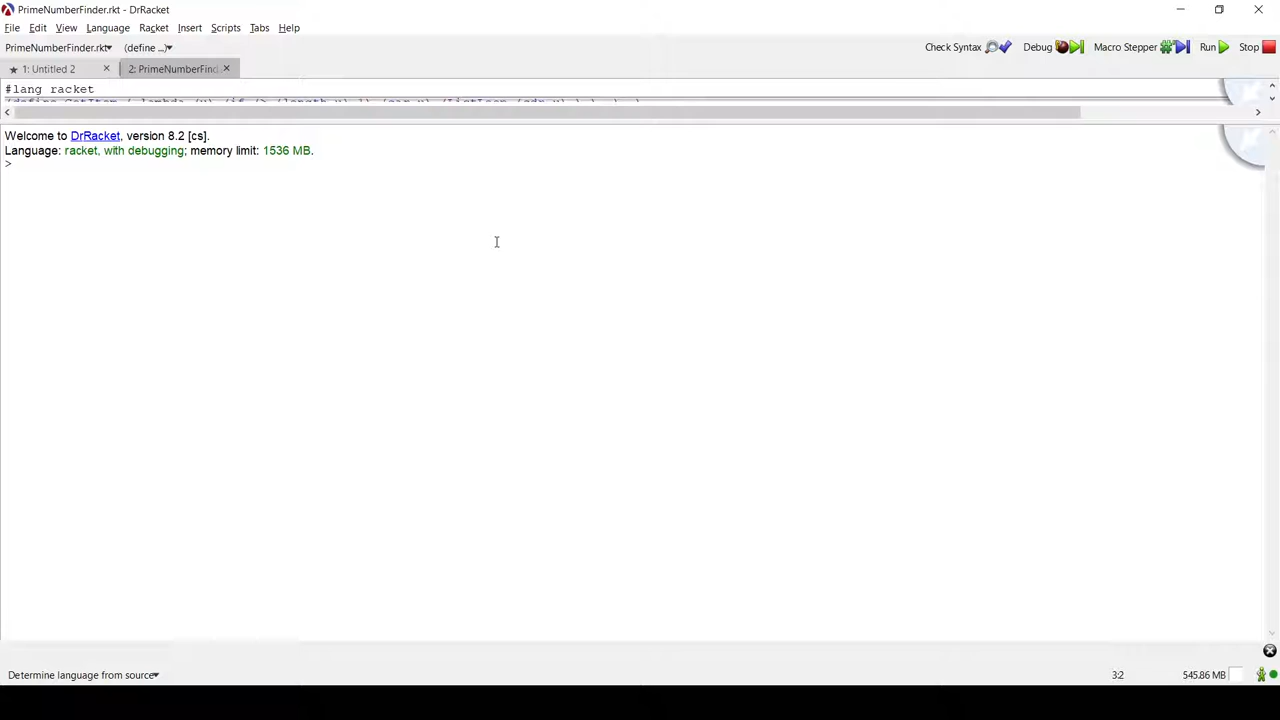 PrimeNumberFinder.rkt - DrRacket
File Edit View Language Racket Insert Scripts Tabs Help
PrimeNumberFinder.rkt▾ (define ...)▾ Check Syntax Debug Macro Stepper Run Stop
★ 1: Untitled 2 × 2: PrimeNumberFind ×
#lang racket
Welcome to DrRacket, version 8.2 [cs].
Language: racket, with debugging; memory limit: 1536 MB.
>
Determine language from source▾ 3:2 545.86 MB